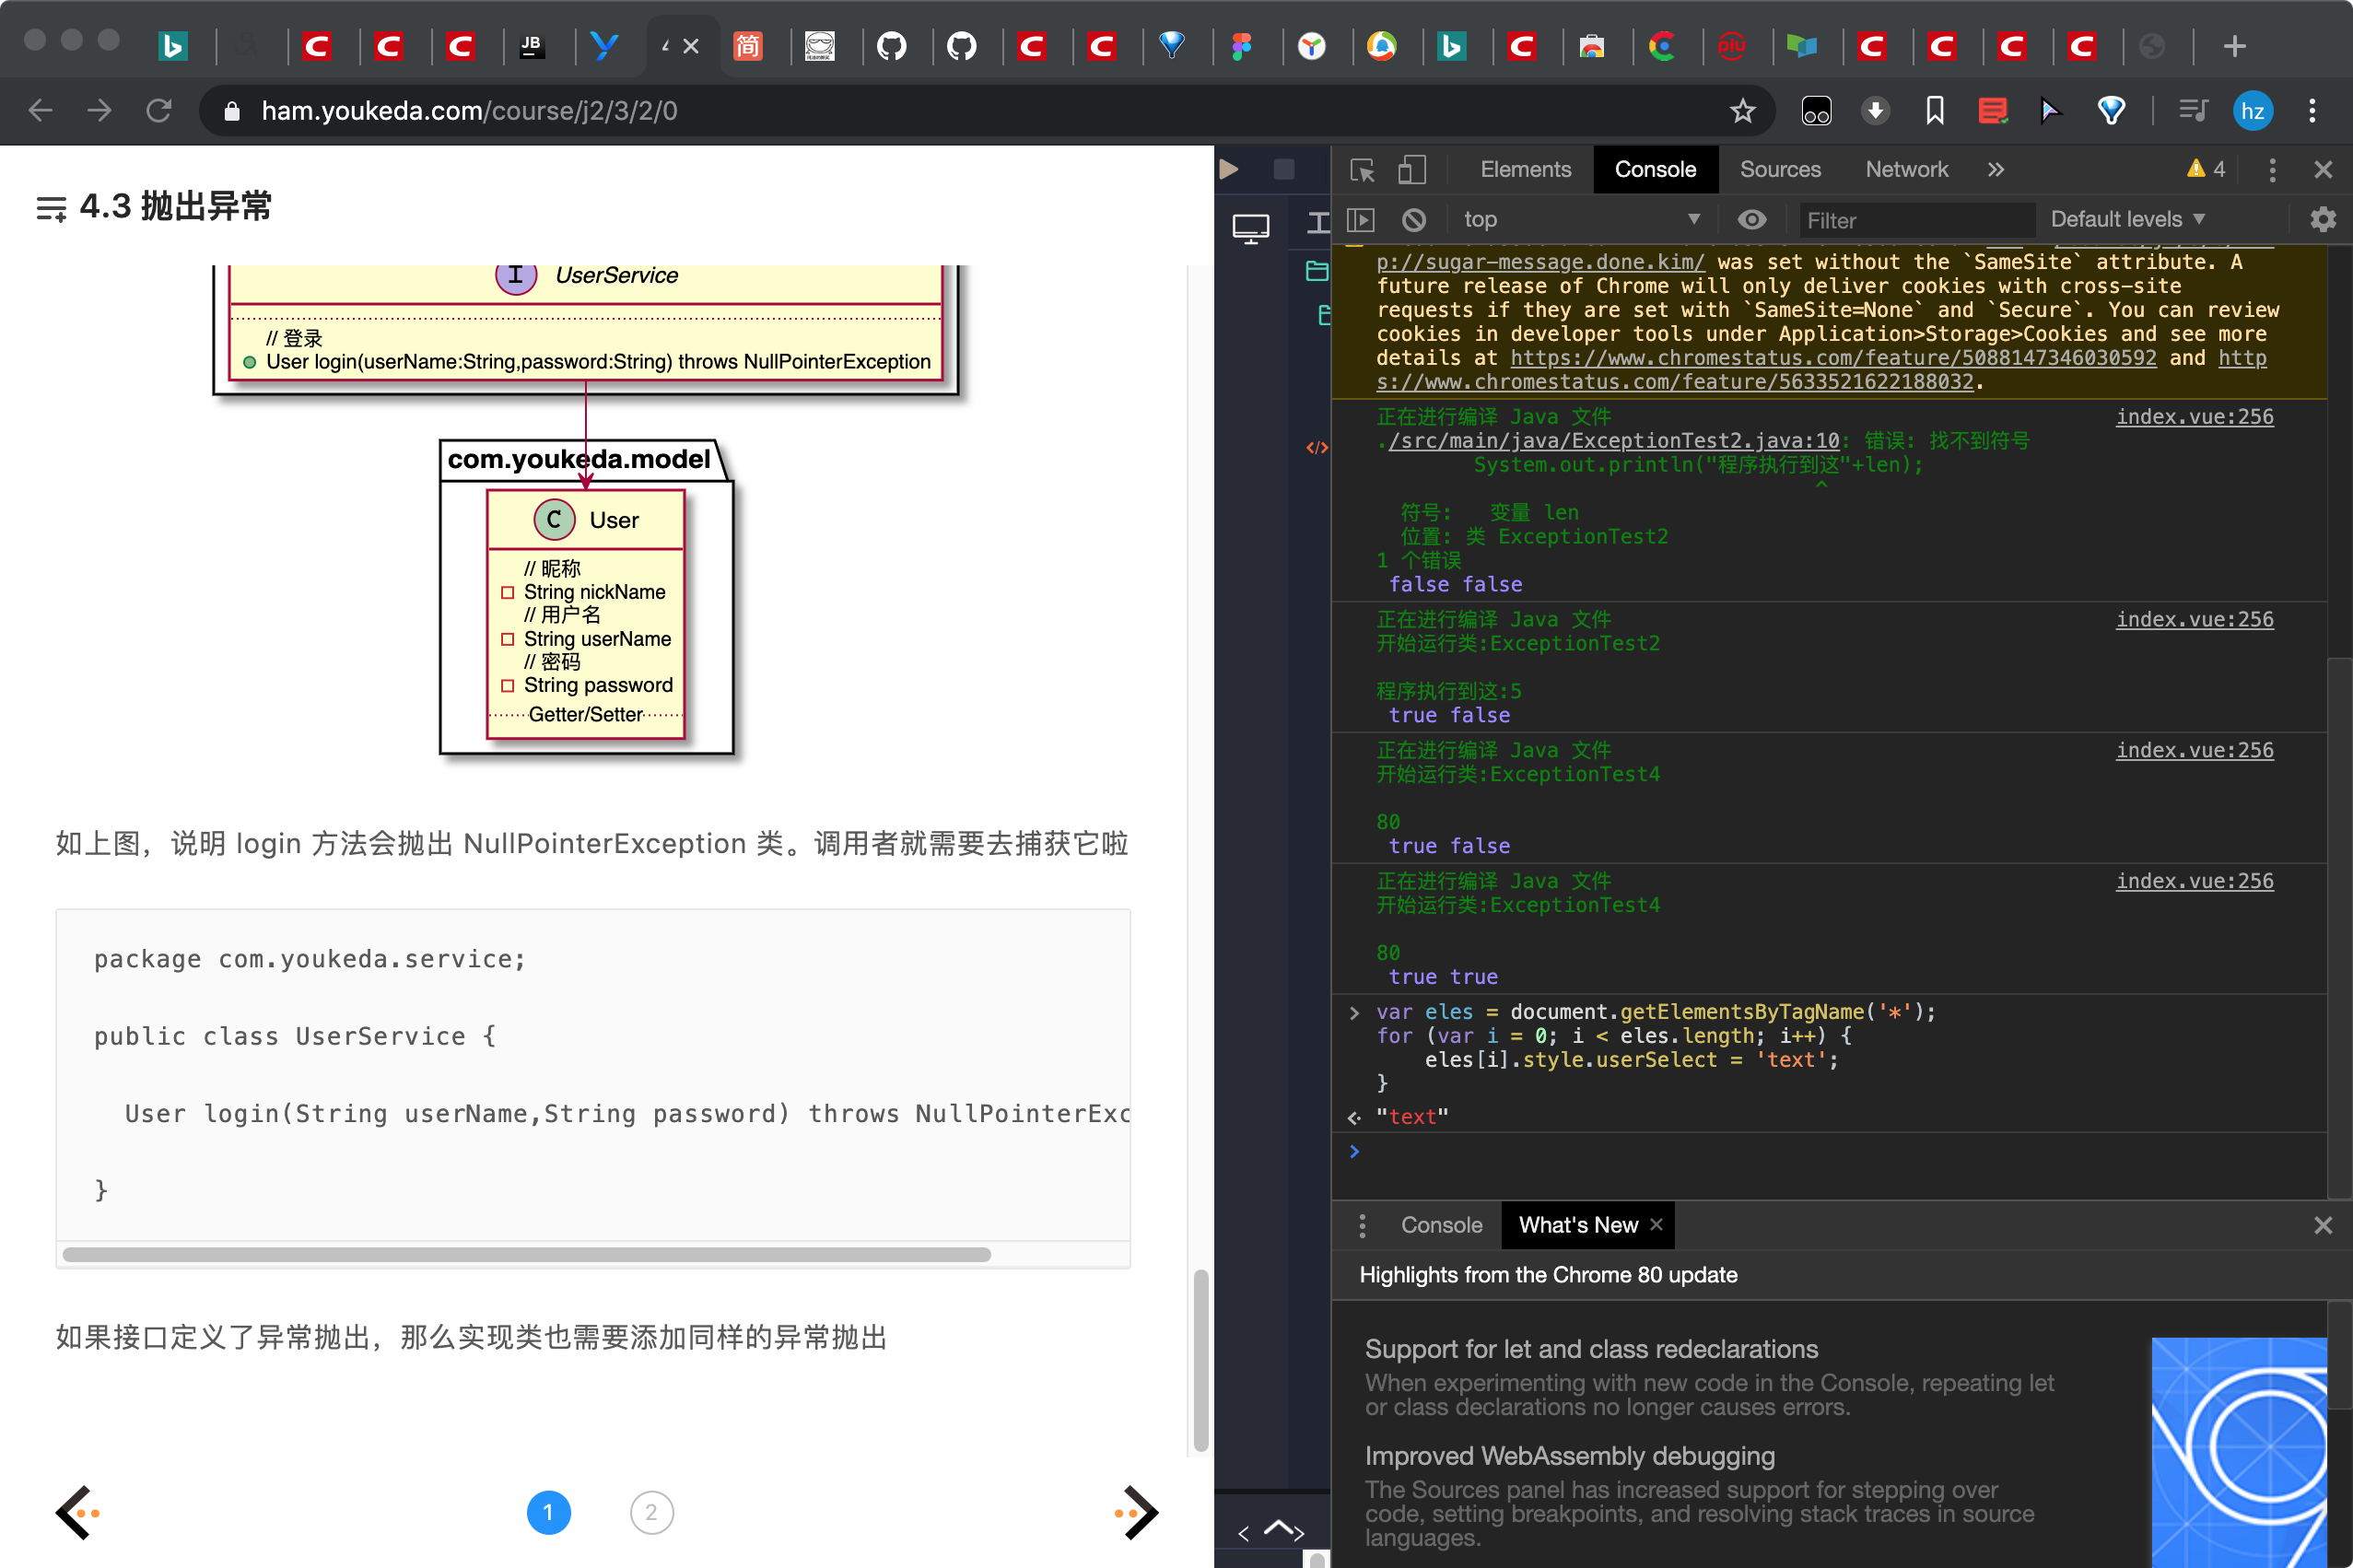 JB
简
piu
ham.youkeda.com/course/j2/3/2/0
hz
4.3 抛出异常
I UserService
// 登录
User login(userName:String,password:String) throws NullPointerException
com.youkeda.model
C User
// 昵称
String nickName
// 用户名
String userName
// 密码
String password
Getter/Setter
如上图，说明 login 方法会抛出 NullPointerException 类。调用者就需要去捕获它啦
package com.youkeda.service;
public class UserService {
User login(String userName,String password) throws NullPointerExc
}
如果接口定义了异常抛出，那么实现类也需要添加同样的异常抛出
1
2
工
</>
Elements
Console
Sources
Network
4
top
Filter
Default levels
p://sugar-message.done.kim/ was set without the `SameSite` attribute. A
future release of Chrome will only deliver cookies with cross-site
requests if they are set with `SameSite=None` and `Secure`. You can review
cookies in developer tools under Application>Storage>Cookies and see more
details at https://www.chromestatus.com/feature/5088147346030592 and http
s://www.chromestatus.com/feature/5633521622188032.
正在进行编译 Java 文件 index.vue:256
./src/main/java/ExceptionTest2.java:10: 错误: 找不到符号
System.out.println("程序执行到这"+len);
^
符号: 变量 len
位置: 类 ExceptionTest2
1 个错误
false false
正在进行编译 Java 文件 index.vue:256
开始运行类:ExceptionTest2
程序执行到这:5
true false
正在进行编译 Java 文件 index.vue:256
开始运行类:ExceptionTest4
80
true false
正在进行编译 Java 文件 index.vue:256
开始运行类:ExceptionTest4
80
true true
> var eles = document.getElementsByTagName('*');
for (var i = 0; i < eles.length; i++) {
eles[i].style.userSelect = 'text';
}
"text"
>
Console
What's New
Highlights from the Chrome 80 update
Support for let and class redeclarations
When experimenting with new code in the Console, repeating let
or class declarations no longer causes errors.
Improved WebAssembly debugging
The Sources panel has increased support for stepping over
code, setting breakpoints, and resolving stack traces in source
languages.